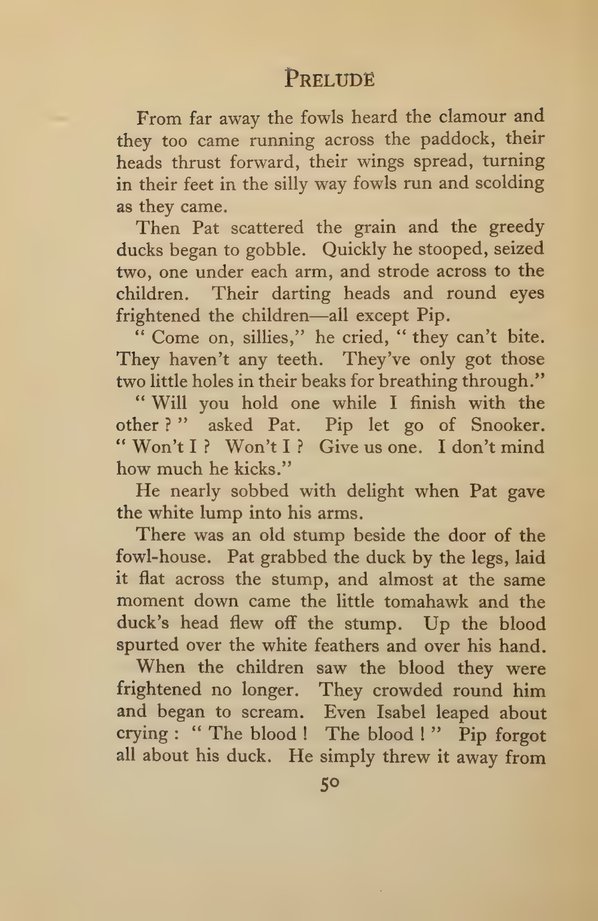 Prelude
From far away the fowls heard the clamour and
they too came running across the paddock, their
heads thrust forward, their wings spread, turning
in their feet in the silly way fowls run and scolding
as they came.
Then Pat scattered the grain and the greedy
ducks began to gobble. Quickly he stooped, seized
two, one under each arm, and strode across to the
children. Their darting heads and round eyes
frightened the children—all except Pip.
“ Come on, sillies,” he cried, “ they can’t bite.
They haven’t any teeth. They’ve only got those
two little holes in their beaks for breathing through.”
“ Will you hold one while I finish with the
other ? ” asked Pat. Pip let go of Snooker.
“ Won’t I ? Won’t I ? Give us one. I don’t mind
how much he kicks.”
He nearly sobbed with delight when Pat gave
the white lump into his arms.
There was an old stump beside the door of the
fowl-house. Pat grabbed the duck by the legs, laid
it flat across the stump, and almost at the same
moment down came the little tomahawk and the
duck’s head flew off the stump. Up the blood
spurted over the white feathers and over his hand.
When the children saw the blood they were
frightened no longer. They crowded round him
and began to scream. Even Isabel leaped about
crying : “ The blood ! The blood ! ” Pip forgot
all about his duck. He simply threw it away from
50